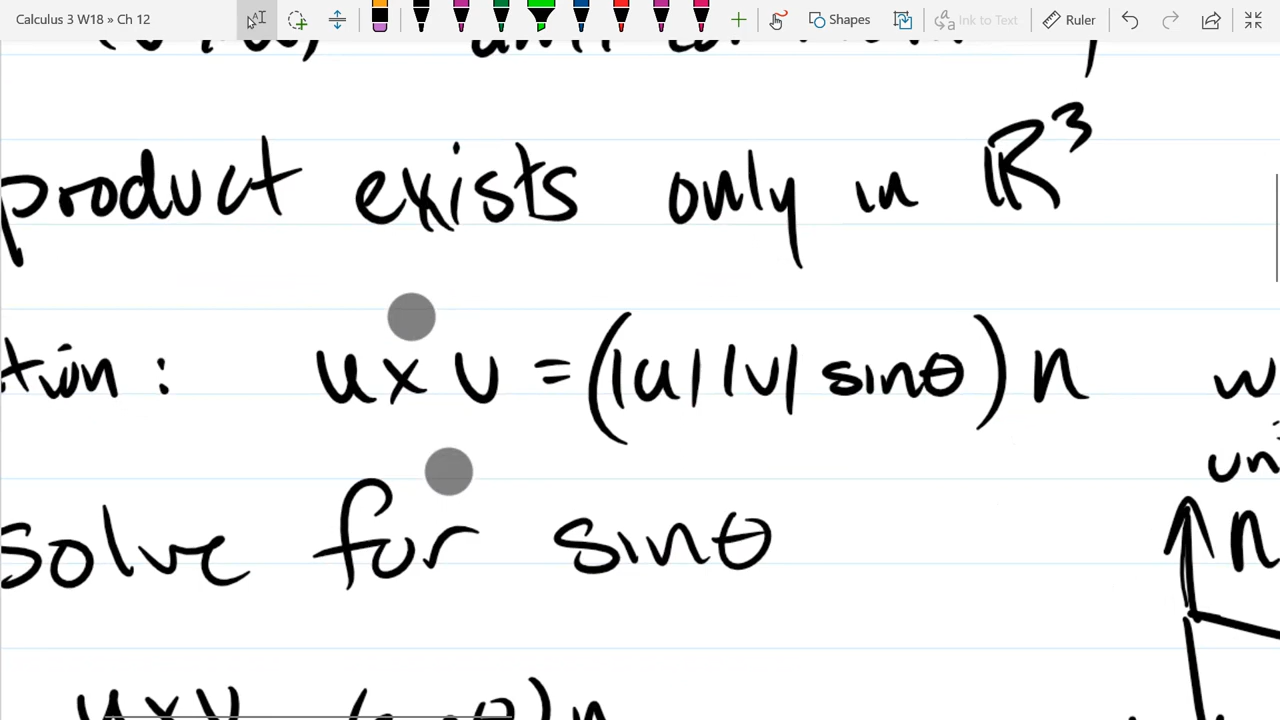 Calculus 3 W18 » Ch 12
Shapes
Ink to Text
Ruler
product exists only in ℝ³
: u × v = (|u| |v| sinθ) n
solve for sinθ
n
u × v